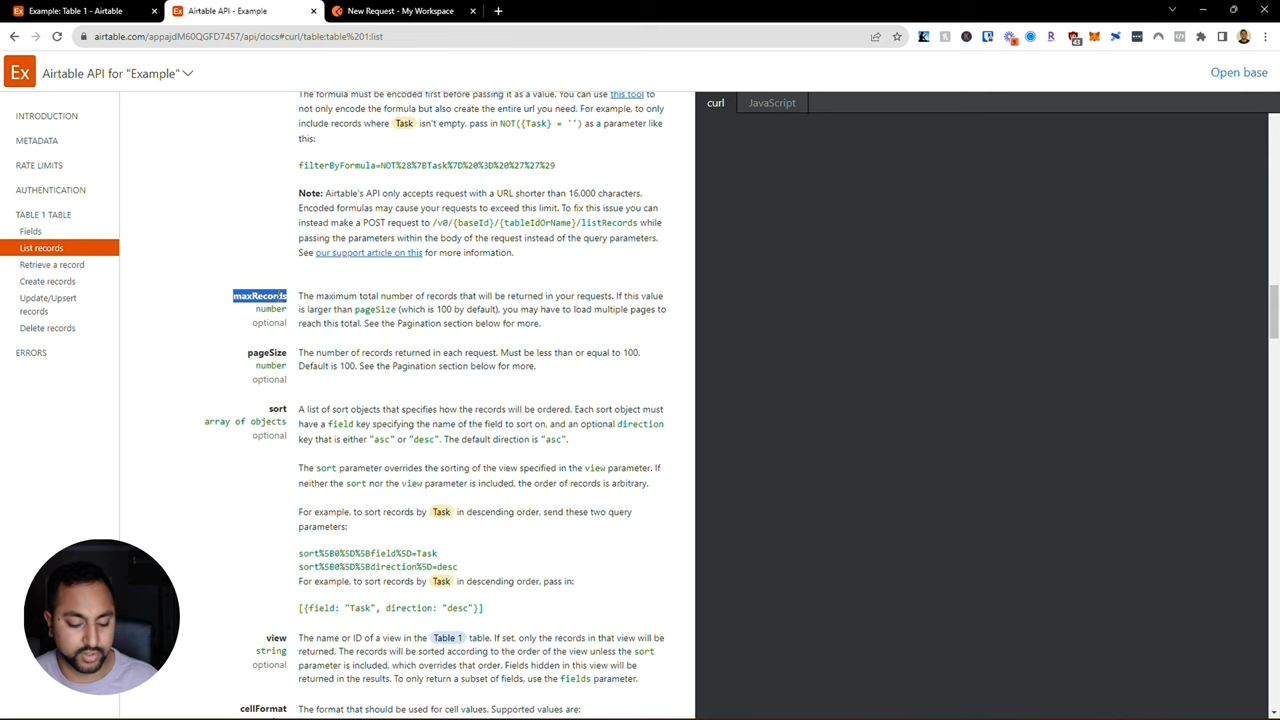 Example: Table 1 - Airtable
Airtable API - Example
New Request - My Workspace
airtable.com/appajdM60QGFD7457/api/docs#curl/table:table%201:list
Ex
Airtable API for "Example"
Open base
INTRODUCTION
METADATA
RATE LIMITS
AUTHENTICATION
TABLE 1 TABLE
Fields
List records
Retrieve a record
Create records
Update/Upsert
records
Delete records
ERRORS
The formula must be encoded first before passing it as a value. You can use this tool to
not only encode the formula but also create the entire url you need. For example, to only
include records where Task isn't empty, pass in NOT({Task} = '') as a parameter like
this:
filterByFormula=NOT%28%7BTask%7D%20%3D%20%27%27%29
Note: Airtable's API only accepts request with a URL shorter than 16,000 characters.
Encoded formulas may cause your requests to exceed this limit. To fix this issue you can
instead make a POST request to /v0/{baseId}/{tableIdOrName}/listRecords while
passing the parameters within the body of the request instead of the query parameters.
See our support article on this for more information.
maxRecords
number
optional
The maximum total number of records that will be returned in your requests. If this value
is larger than pageSize (which is 100 by default), you may have to load multiple pages to
reach this total. See the Pagination section below for more.
pageSize
number
optional
The number of records returned in each request. Must be less than or equal to 100.
Default is 100. See the Pagination section below for more.
sort
array of objects
optional
A list of sort objects that specifies how the records will be ordered. Each sort object must
have a field key specifying the name of the field to sort on, and an optional direction
key that is either "asc" or "desc". The default direction is "asc".
The sort parameter overrides the sorting of the view specified in the view parameter. If
neither the sort nor the view parameter is included, the order of records is arbitrary.
For example, to sort records by Task in descending order, send these two query
parameters:
sort%5B0%5D%5Bfield%5D=Task
sort%5B0%5D%5Bdirection%5D=desc
For example, to sort records by Task in descending order, pass in:
[{field: "Task", direction: "desc"}]
view
string
optional
The name or ID of a view in the Table 1 table. If set, only the records in that view will be
returned. The records will be sorted according to the order of the view unless the sort
parameter is included, which overrides that order. Fields hidden in this view will be
returned in the results. To only return a subset of fields, use the fields parameter.
cellFormat
The format that should be used for cell values. Supported values are:
curl
JavaScript